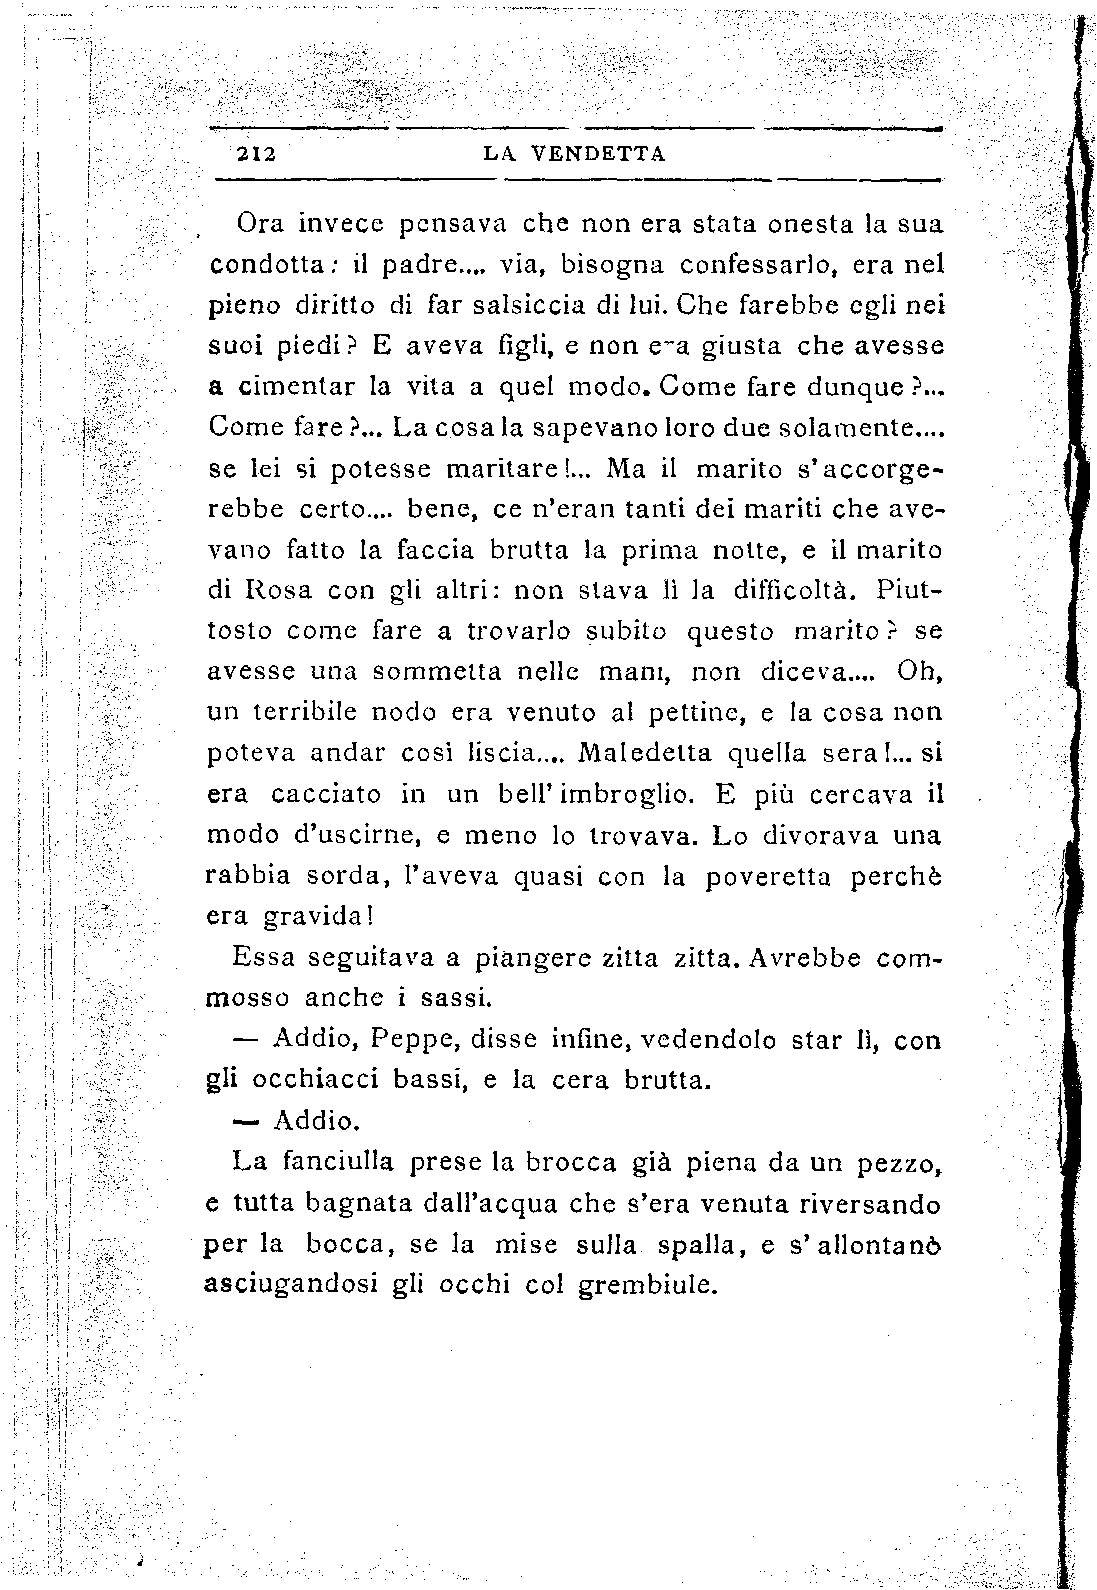 212 LA VENDETTA
Ora invece pensava che non era stata onesta la sua
condotta: il padre.... via, bisogna confessarlo, era nel
pieno diritto di far salsiccia di lui. Che farebbe egli nei
suoi piedi? E aveva figli, e non era giusta che avesse
a cimentar la vita a quel modo. Come fare dunque?...
Come fare?... La cosa la sapevano loro due solamente....
se lei si potesse maritare!... Ma il marito s'accorge-
rebbe certo.... bene, ce n'eran tanti dei mariti che ave-
vano fatto la faccia brutta la prima notte, e il marito
di Rosa con gli altri: non stava lì la difficoltà. Piut-
tosto come fare a trovarlo subito questo marito? se
avesse una sommetta nelle mani, non diceva.... Oh,
un terribile nodo era venuto al pettine, e la cosa non
poteva andar così liscia.... Maledetta quella sera!... si
era cacciato in un bell'imbroglio. E più cercava il
modo d'uscirne, e meno lo trovava. Lo divorava una
rabbia sorda, l'aveva quasi con la poveretta perchè
era gravida!
Essa seguitava a piangere zitta zitta. Avrebbe com-
mosso anche i sassi.
— Addio, Peppe, disse infine, vedendolo star lì, con
gli occhiacci bassi, e la cera brutta.
— Addio.
La fanciulla prese la brocca già piena da un pezzo,
e tutta bagnata dall'acqua che s'era venuta riversando
per la bocca, se la mise sulla spalla, e s'allontanò
asciugandosi gli occhi col grembiule.